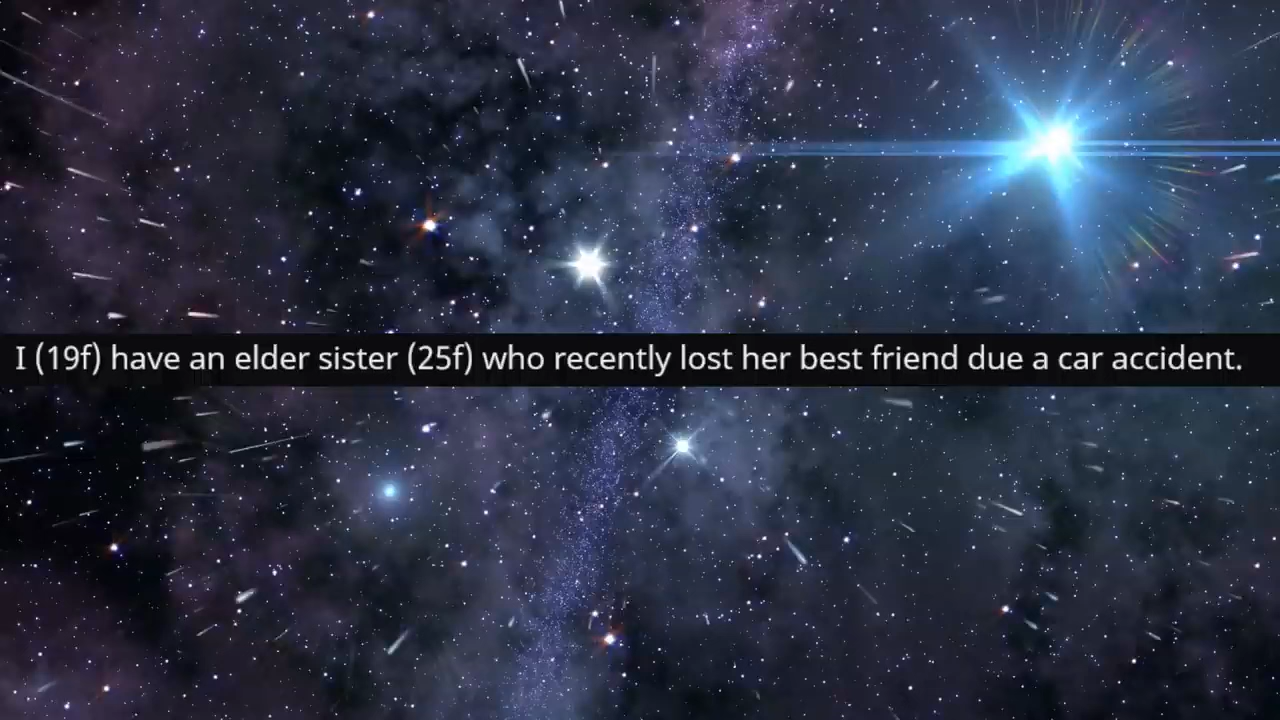 I (19f) have an elder sister (25f) who recently lost her best friend due a car accident.